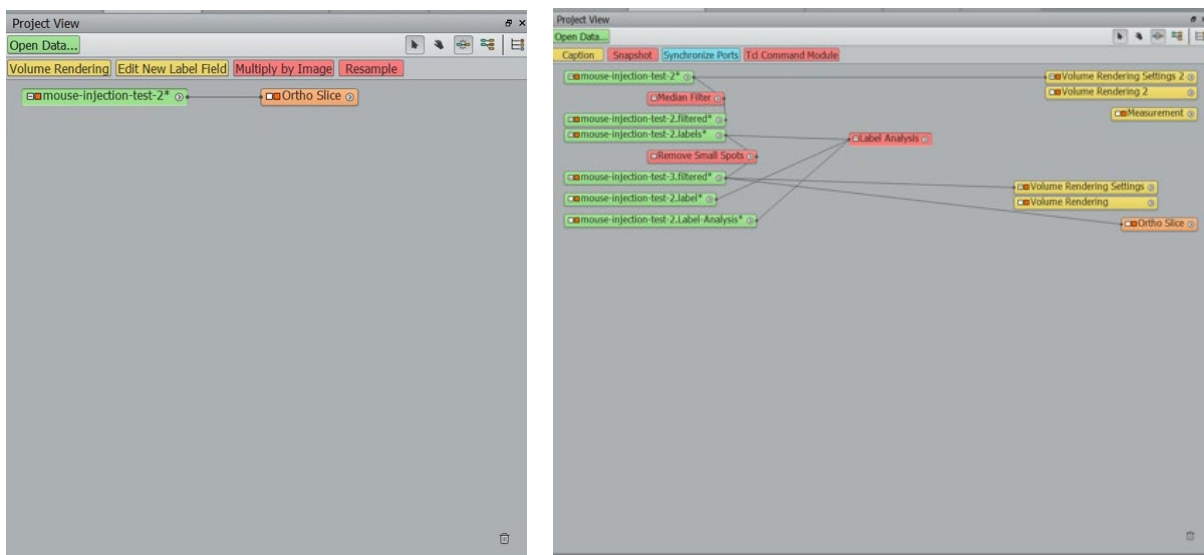 Project View
Open Data...
Volume Rendering Edit New Label Field Multiply by Image Resample
mouse-injection-test-2* Ortho Slice
Project View
Open Data...
Caption Snapshot Synchronize Ports Tcl Command Module
mouse-injection-test-2* Volume Rendering Settings 2
Median Filter Volume Rendering 2
mouse-injection-test-2.filtered* Measurement
mouse-injection-test-2.labels* Label Analysis
Remove Small Spots
mouse-injection-test-3.filtered* Volume Rendering Settings
mouse-injection-test-2.label* Volume Rendering
mouse-injection-test-2.Label-Analysis* Ortho Slice